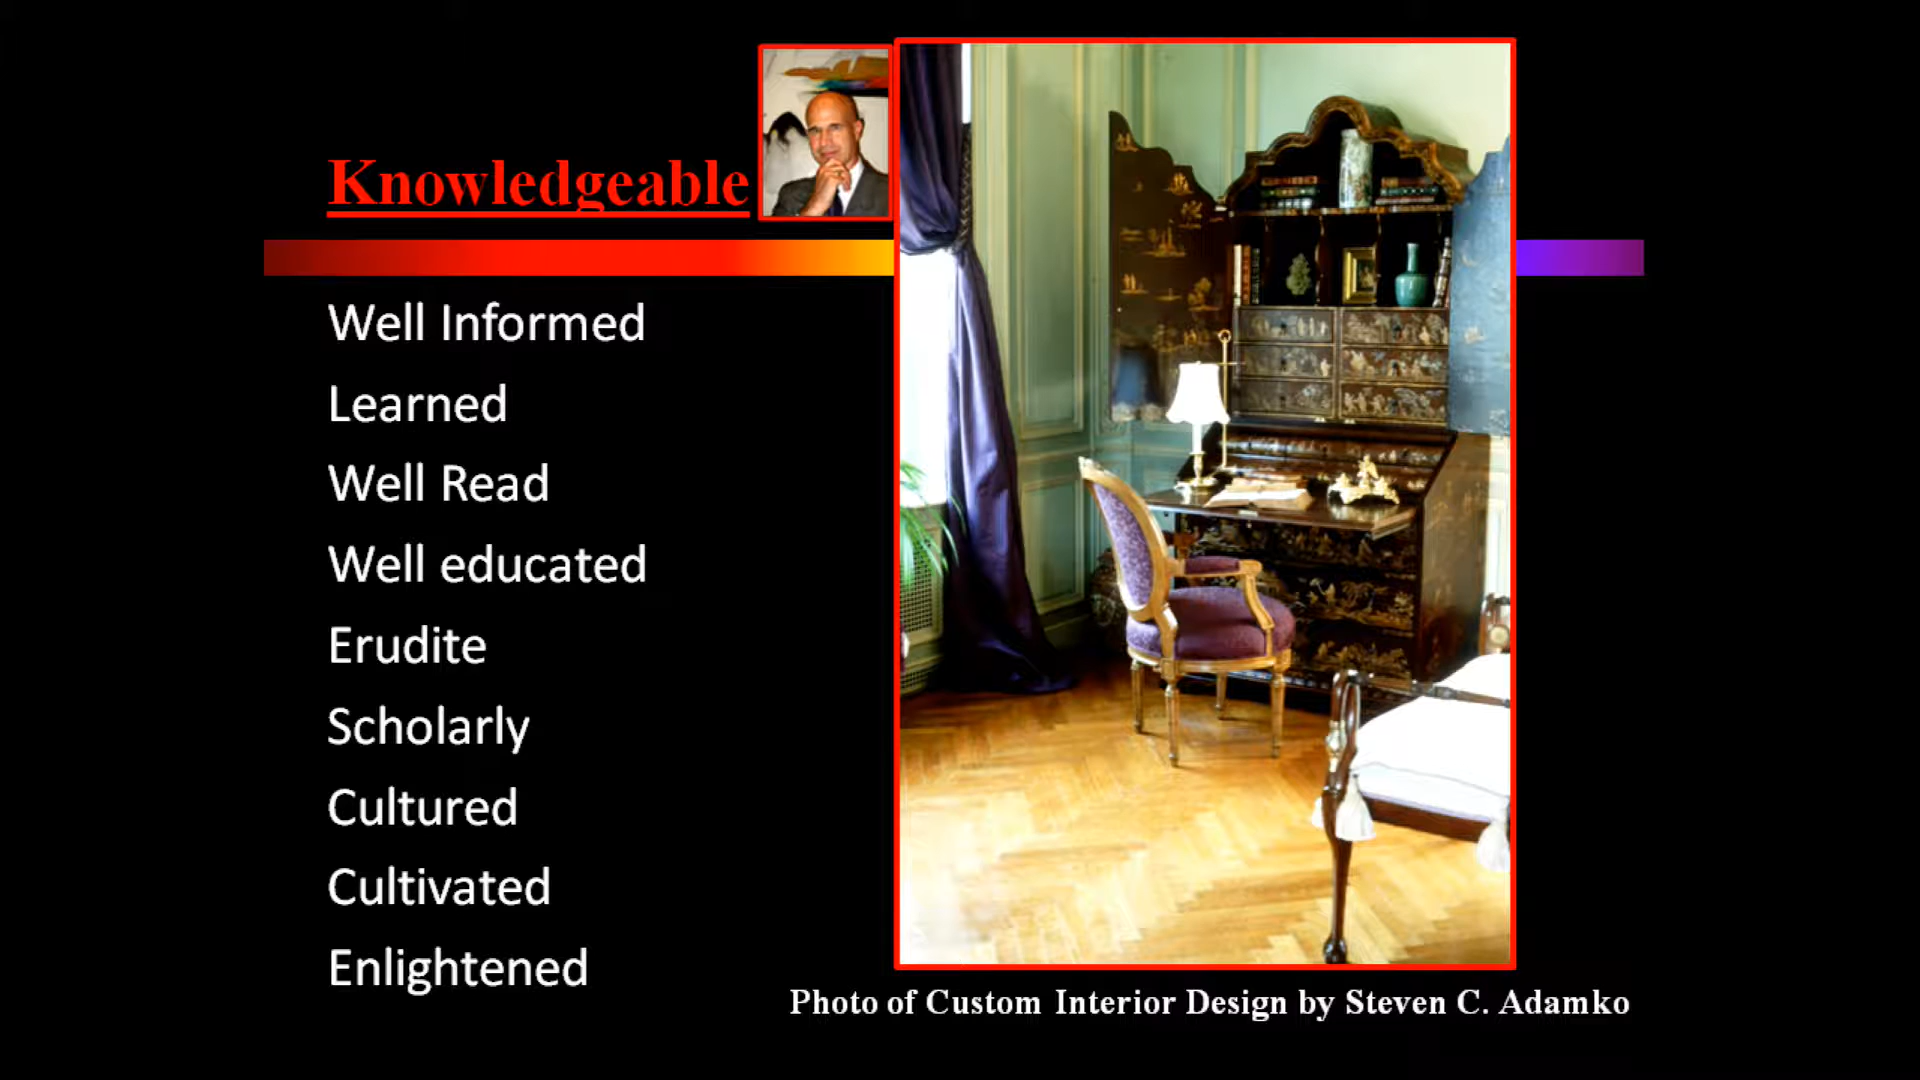 Knowledgeable
Well Informed
Learned
Well Read
Well educated
Erudite
Scholarly
Cultured
Cultivated
Enlightened
Photo of Custom Interior Design by Steven C. Adamko